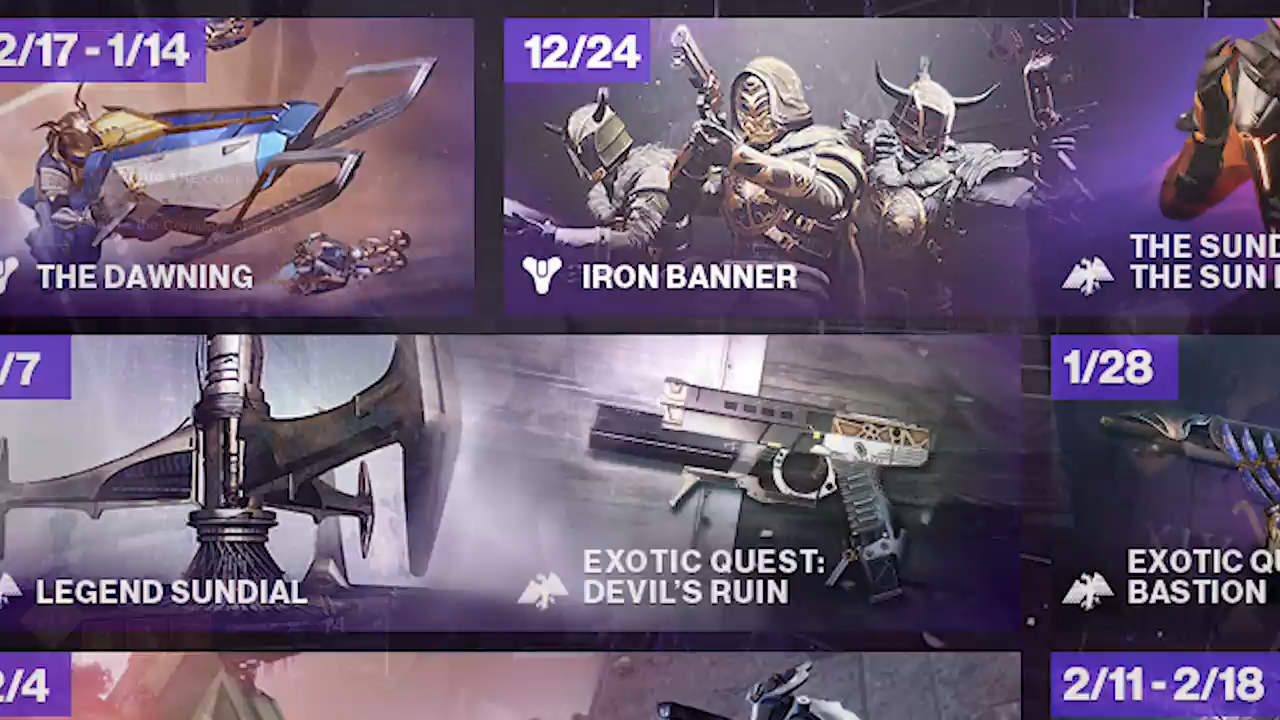 2/17 - 1/14
12/24
THE DAWNING
IRON BANNER
THE SUND
THE SUN
/7
1/28
LEGEND SUNDIAL
EXOTIC QUEST:
DEVIL'S RUIN
EXOTIC QU
BASTION
2/4
2/11 - 2/18